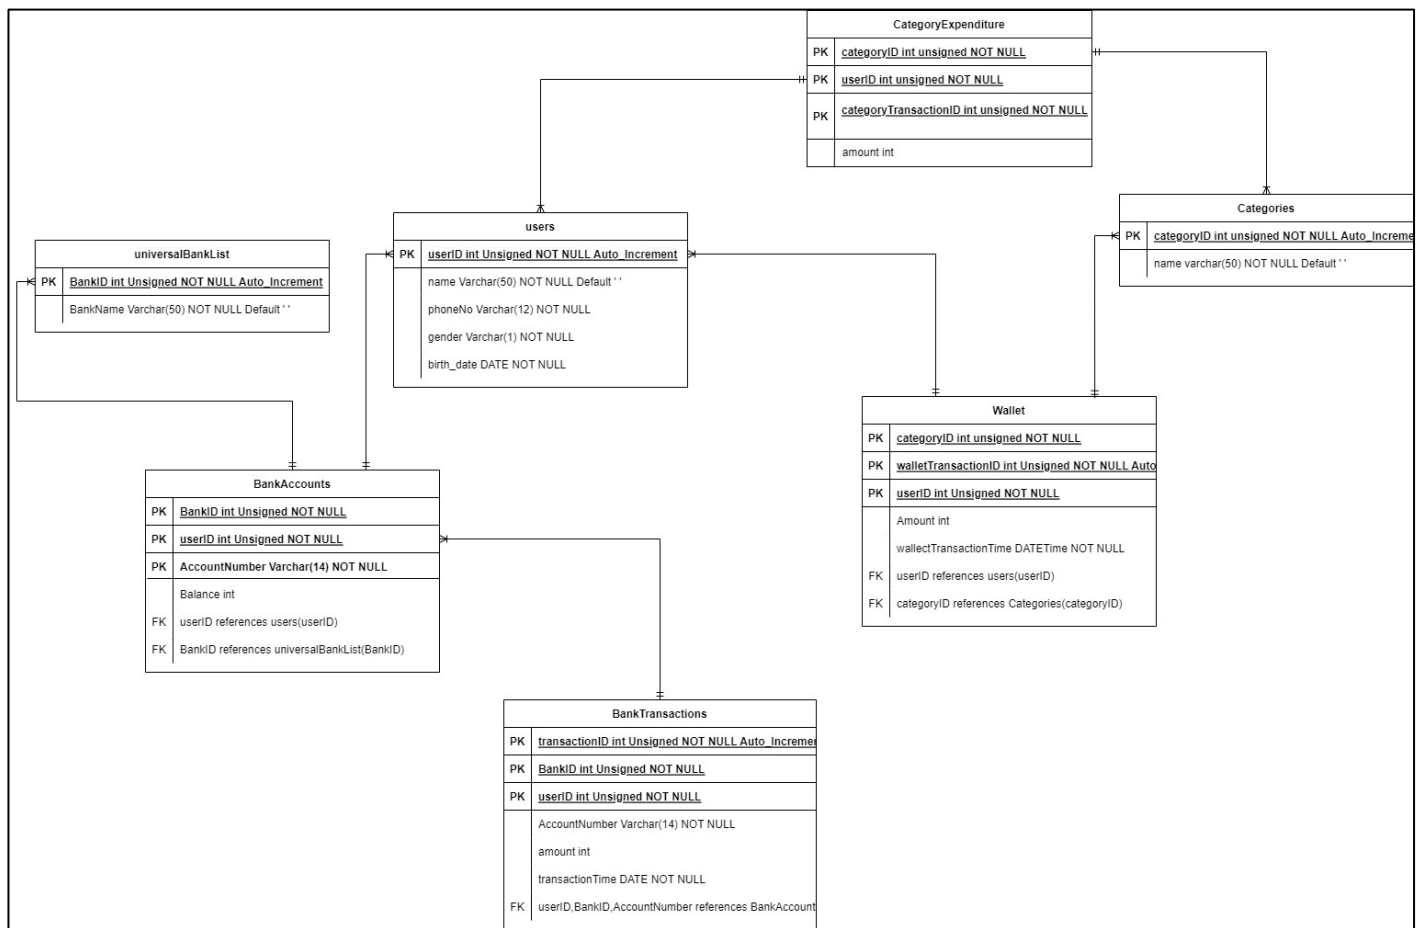 CategoryExpenditure
PK categoryID int unsigned NOT NULL
PK userID int unsigned NOT NULL
PK categoryTransactionID int unsigned NOT NULL
amount int
Categories
PK categoryID int unsigned NOT NULL Auto_Increme
name varchar(50) NOT NULL Default ' '
users
PK userID int Unsigned NOT NULL Auto_Increment
name Varchar(50) NOT NULL Default ' '
phoneNo Varchar(12) NOT NULL
gender Varchar(1) NOT NULL
birth_date DATE NOT NULL
universalBankList
PK BankID int Unsigned NOT NULL Auto_Increment
BankName Varchar(50) NOT NULL Default ' '
Wallet
PK categoryID int unsigned NOT NULL
PK walletTransactionID int Unsigned NOT NULL Auto
PK userID int Unsigned NOT NULL
Amount int
wallectTransactionTime DATETime NOT NULL
FK userID references users(userID)
FK categoryID references Categories(categoryID)
BankAccounts
PK BankID int Unsigned NOT NULL
PK userID int Unsigned NOT NULL
PK AccountNumber Varchar(14) NOT NULL
Balance int
FK userID references users(userID)
FK BankID references universalBankList(BankID)
BankTransactions
PK transactionID int Unsigned NOT NULL Auto_Incremen
PK BankID int Unsigned NOT NULL
PK userID int Unsigned NOT NULL
AccountNumber Varchar(14) NOT NULL
amount int
transactionTime DATE NOT NULL
FK userID,BankID,AccountNumber references BankAccount